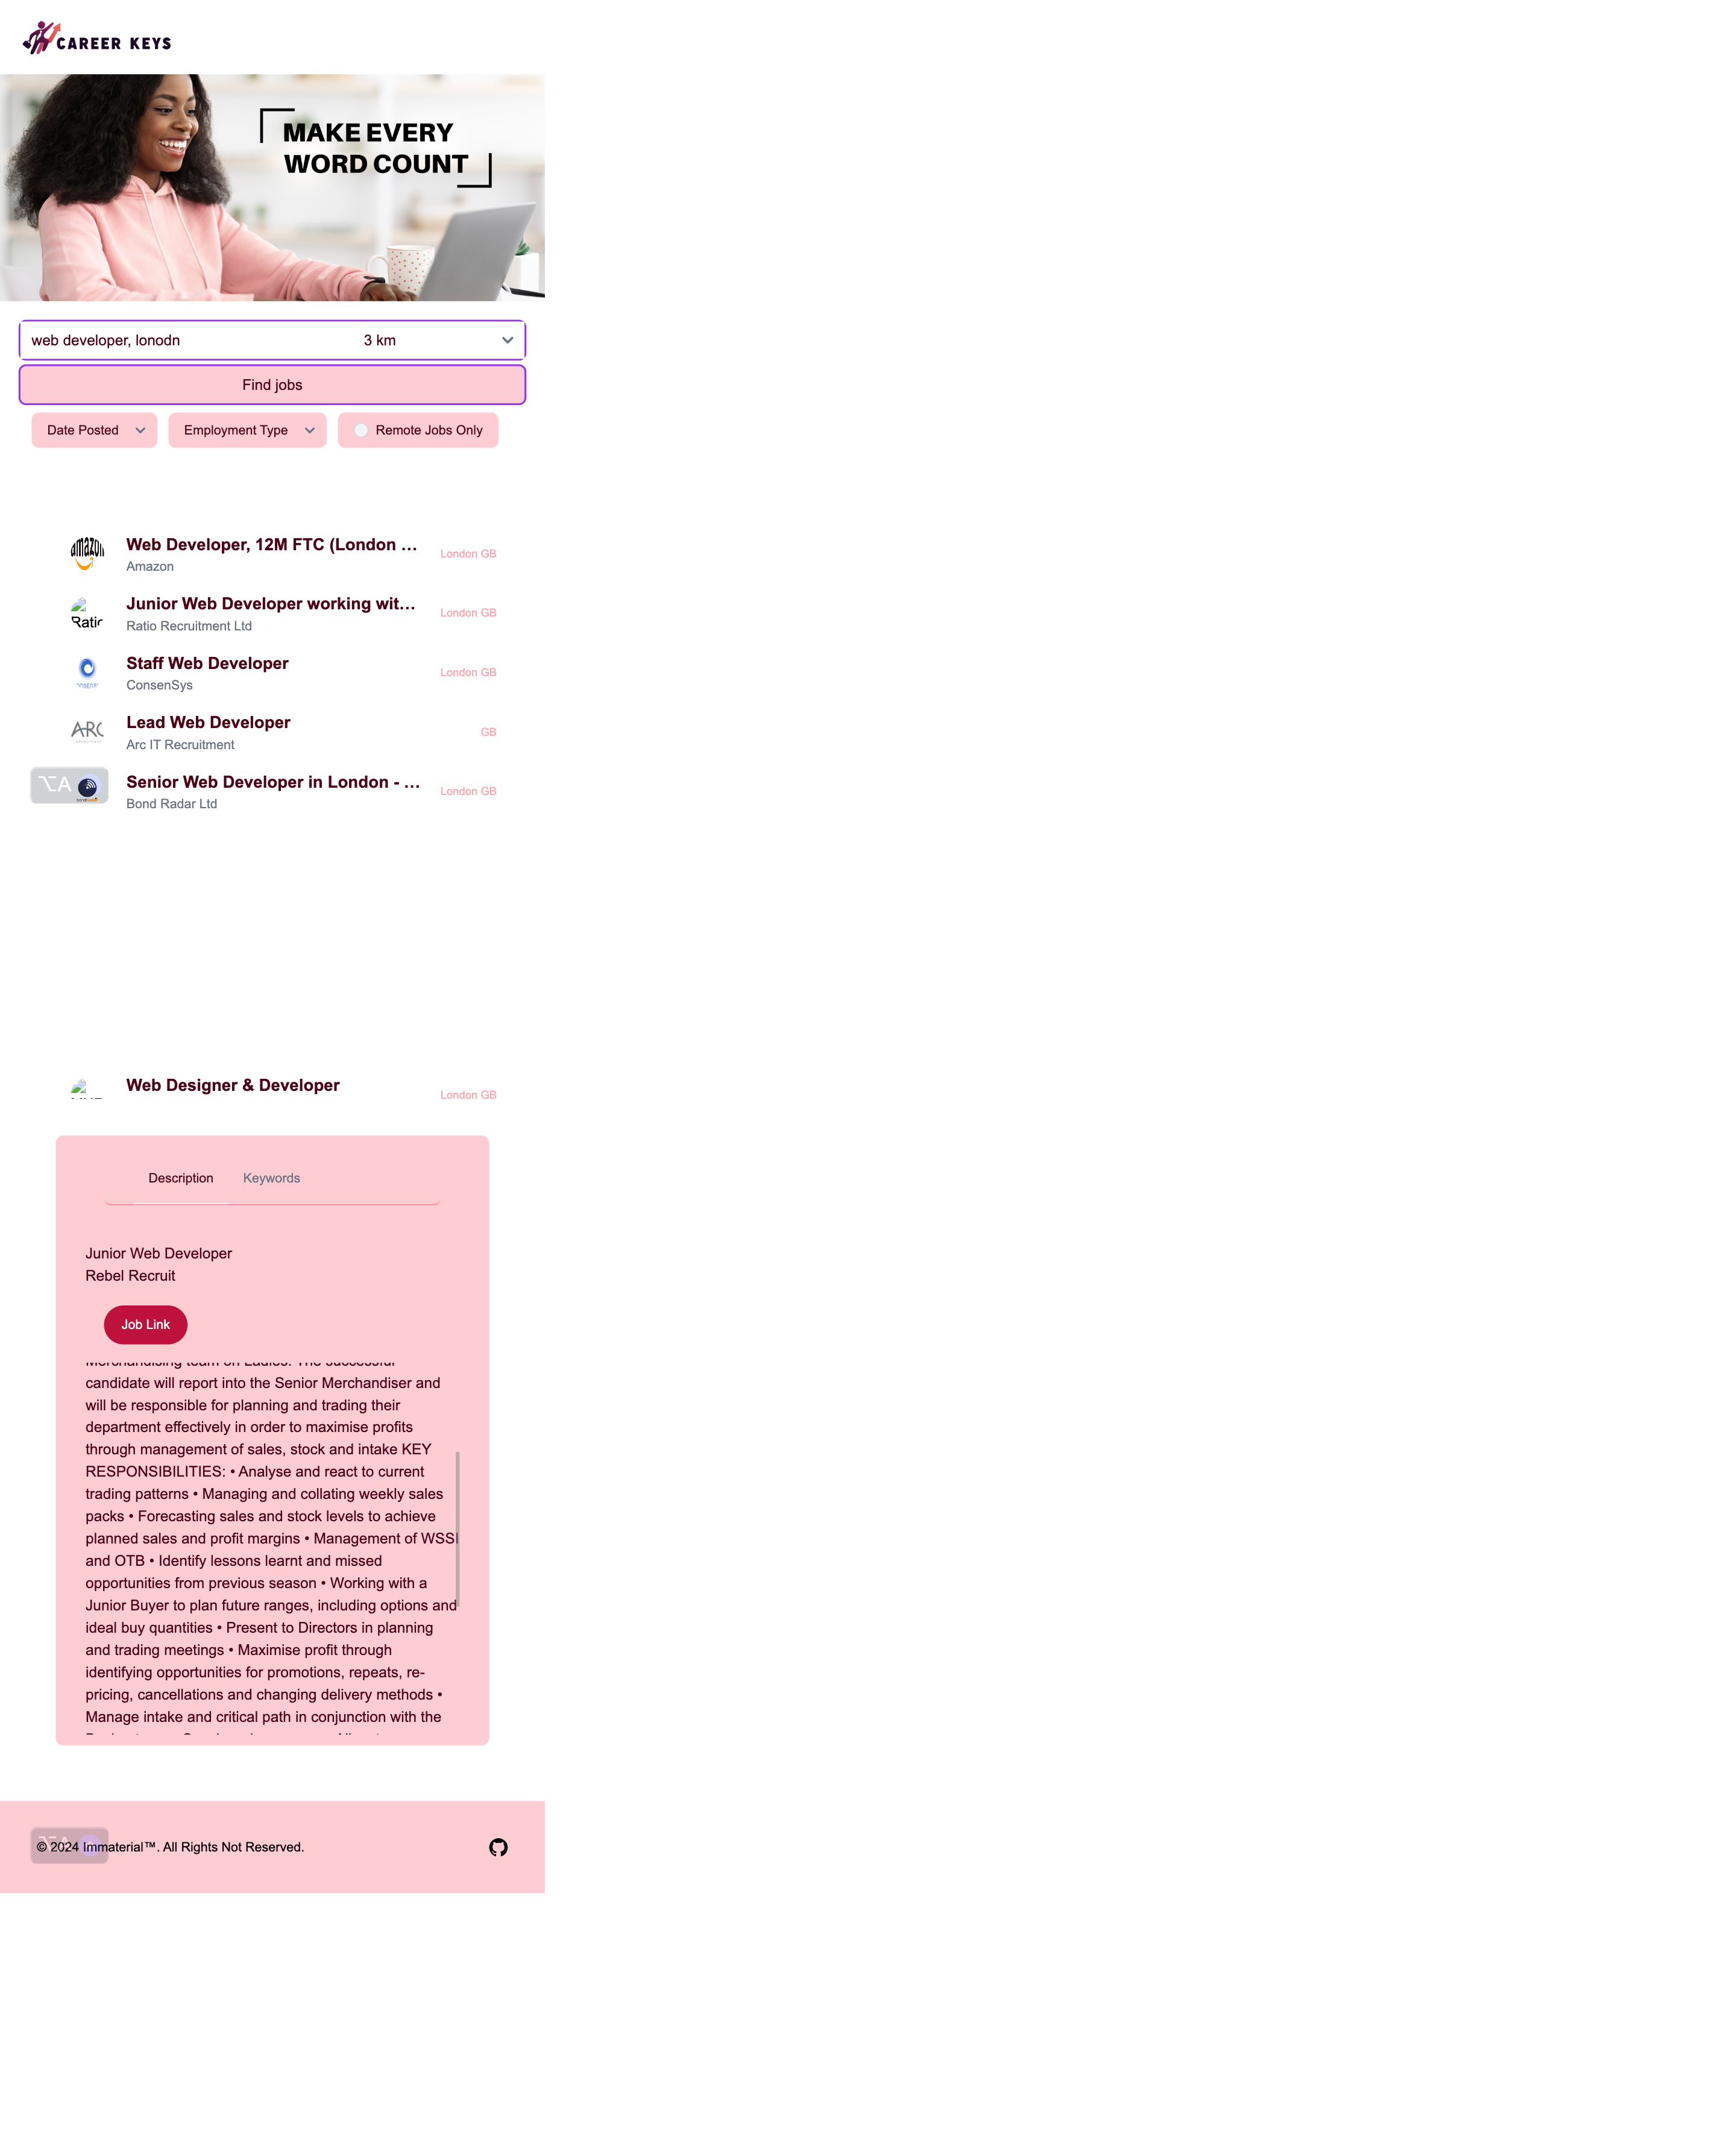 CAREER KEYS
MAKE EVERY
WORD COUNT
web developer, lonodn
3 km
Find jobs
Date Posted
Employment Type
Remote Jobs Only
amazon
Web Developer, 12M FTC (London ...
Amazon
London GB
Junior Web Developer working wit...
Ratio Recruitment Ltd
London GB
Staff Web Developer
ConsenSys
London GB
ARC
Lead Web Developer
Arc IT Recruitment
GB
⌥A
Senior Web Developer in London - ...
Bond Radar Ltd
London GB
Web Designer & Developer
London GB
Description
Keywords
Junior Web Developer
Rebel Recruit
Job Link
candidate will report into the Senior Merchandiser and
will be responsible for planning and trading their
department effectively in order to maximise profits
through management of sales, stock and intake KEY
RESPONSIBILITIES: • Analyse and react to current
trading patterns • Managing and collating weekly sales
packs • Forecasting sales and stock levels to achieve
planned sales and profit margins • Management of WSSI
and OTB • Identify lessons learnt and missed
opportunities from previous season • Working with a
Junior Buyer to plan future ranges, including options and
ideal buy quantities • Present to Directors in planning
and trading meetings • Maximise profit through
identifying opportunities for promotions, repeats, re-
pricing, cancellations and changing delivery methods •
Manage intake and critical path in conjunction with the
© 2024 Immaterial™. All Rights Not Reserved.